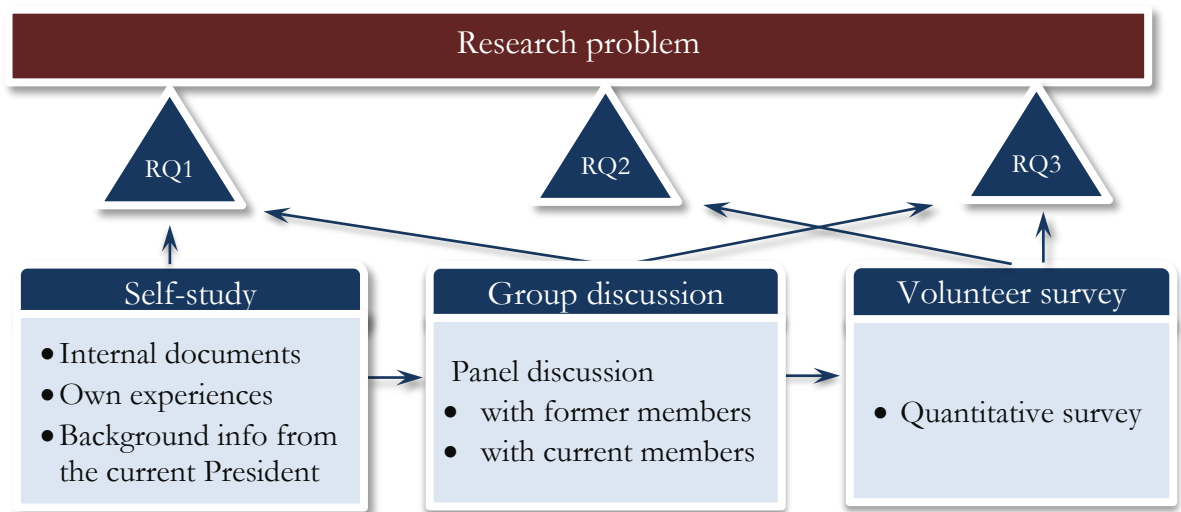 Research problem
RQ1
RQ2
RQ3
Self-study
• Internal documents
• Own experiences
• Background info from
the current President
Group discussion
Panel discussion
• with former members
• with current members
Volunteer survey
• Quantitative survey